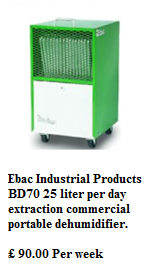 Ebac Industrial Products
BD70 25 liter per day
extraction commercial
portable dehumidifier.
£ 90.00 Per week